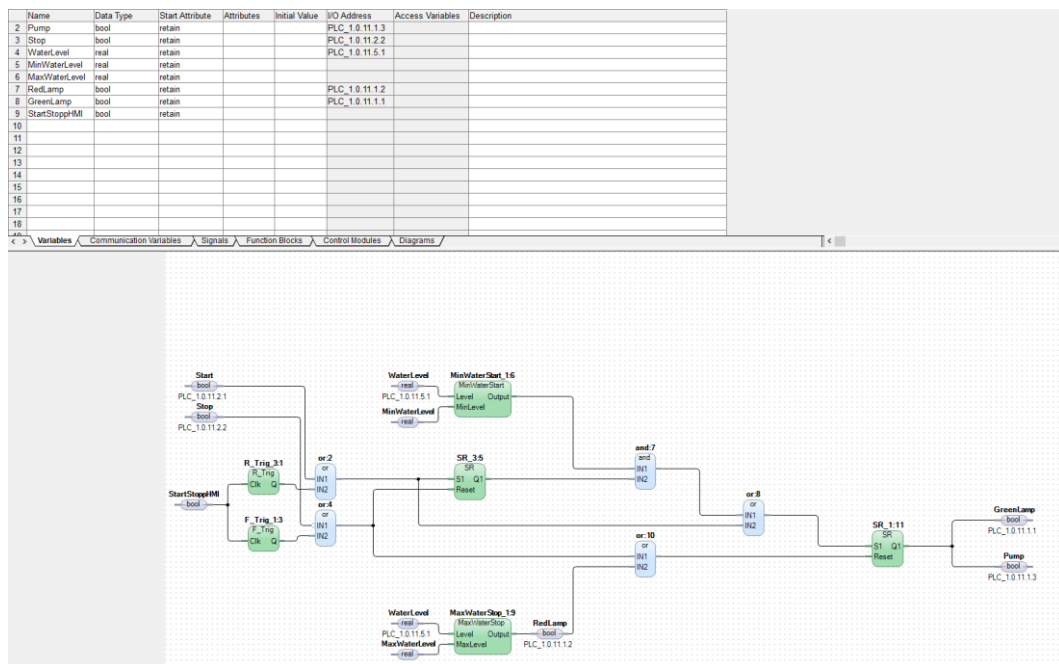 Name Data Type Start Attribute Attributes Initial Value I/O Address Access Variables Description
2 Pump bool retain PLC_1.0.11.1.3
3 Stop bool retain PLC_1.0.11.2.2
4 WaterLevel real retain PLC_1.0.11.5.1
5 MinWaterLevel real retain
6 MaxWaterLevel real retain
7 RedLamp bool retain PLC_1.0.11.1.2
8 GreenLamp bool retain PLC_1.0.11.1.1
9 StartStoppHMI bool retain
10
11
12
13
14
15
16
17
18
Variables Communication Variables Signals Function Blocks Control Modules Diagrams
Start
bool
PLC_1.0.11.2.1
Stop
bool
PLC_1.0.11.2.2
StartStoppHMI
bool
R_Trig_3:1
R_Trig
Clk Q
F_Trig_1:3
F_Trig
Clk Q
or:2
or
IN1
IN2
or:4
or
IN1
IN2
WaterLevel
real
PLC_1.0.11.5.1
MinWaterLevel
real
MinWaterStart_1:6
MinWaterStart
Level Output
MinLevel
SR_3:5
SR
S1 Q1
Reset
and:7
and
IN1
IN2
or:8
or
IN1
IN2
or:10
or
IN1
IN2
SR_1:11
SR
S1 Q1
Reset
GreenLamp
bool
PLC_1.0.11.1.1
Pump
bool
PLC_1.0.11.1.3
WaterLevel
real
PLC_1.0.11.5.1
MaxWaterLevel
real
MaxWaterStop_1:9
MaxWaterStop
Level Output
MaxLevel
RedLamp
bool
PLC_1.0.11.1.2